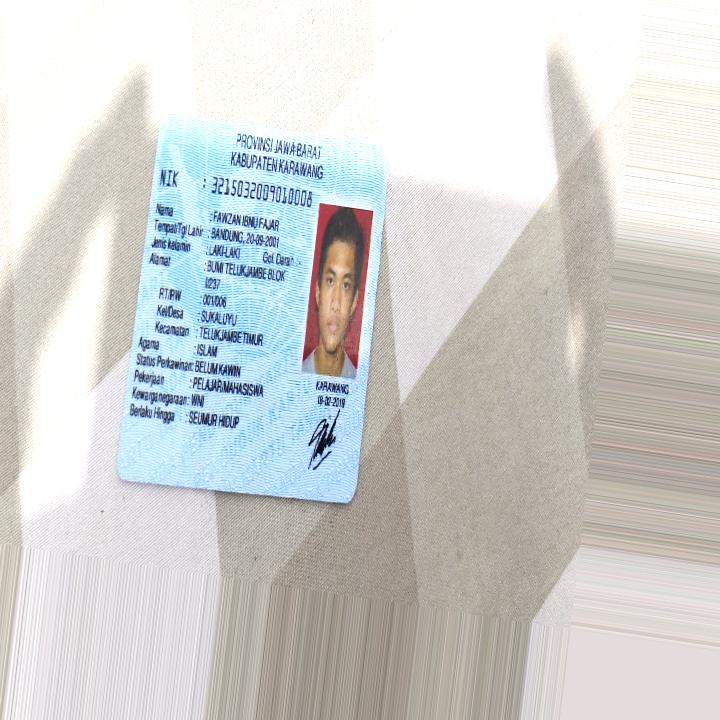 PROVINSI JAWA BARAT
KABUPATEN KARAWANG
NIK : 3215032009010008
Nama : FAWZAN IBNU FAJAR
Tempat/Tgl Lahir : BANDUNG, 20-09-2001
Jenis kelamin : LAKI-LAKI Gol. Darah : -
Alamat : BUMI TELUKJAMBE BLOK
I/237
RT/RW : 001/006
Kel/Desa : SUKALUYU
Kecamatan : TELUKJAMBE TIMUR
Agama : ISLAM
Status Perkawinan: BELUM KAWIN
Pekerjaan : PELAJAR/MAHASISWA
Kewarganegaraan: WNI
Berlaku Hingga : SEUMUR HIDUP
KARAWANG
18-02-2019